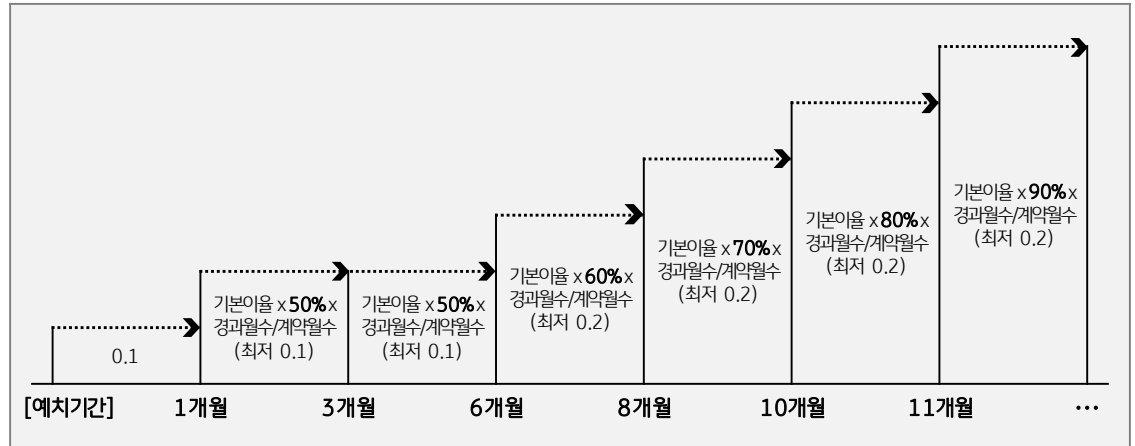 0.1
기본이율 x 50% x
경과월수/계약월수
(최저 0.1)
기본이율 x 50% x
경과월수/계약월수
(최저 0.1)
기본이율 x 60% x
경과월수/계약월수
(최저 0.2)
기본이율 x 70% x
경과월수/계약월수
(최저 0.2)
기본이율 x 80% x
경과월수/계약월수
(최저 0.2)
기본이율 x 90% x
경과월수/계약월수
(최저 0.2)
[예치기간] 1개월 3개월 6개월 8개월 10개월 11개월 …